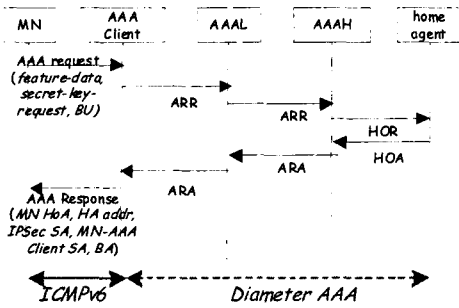 MN
AAA
Client
AAAL
AAAH
home
agent
AAA request
(feature-data,
secret-key-
request, BU)
ARR
ARR
HOR
HOA
ARA
ARA
AAA Response
(MN HoA, HA addr,
IPSec SA, MN-AAA
Client SA, BA)
ICMPv6
Diameter AAA